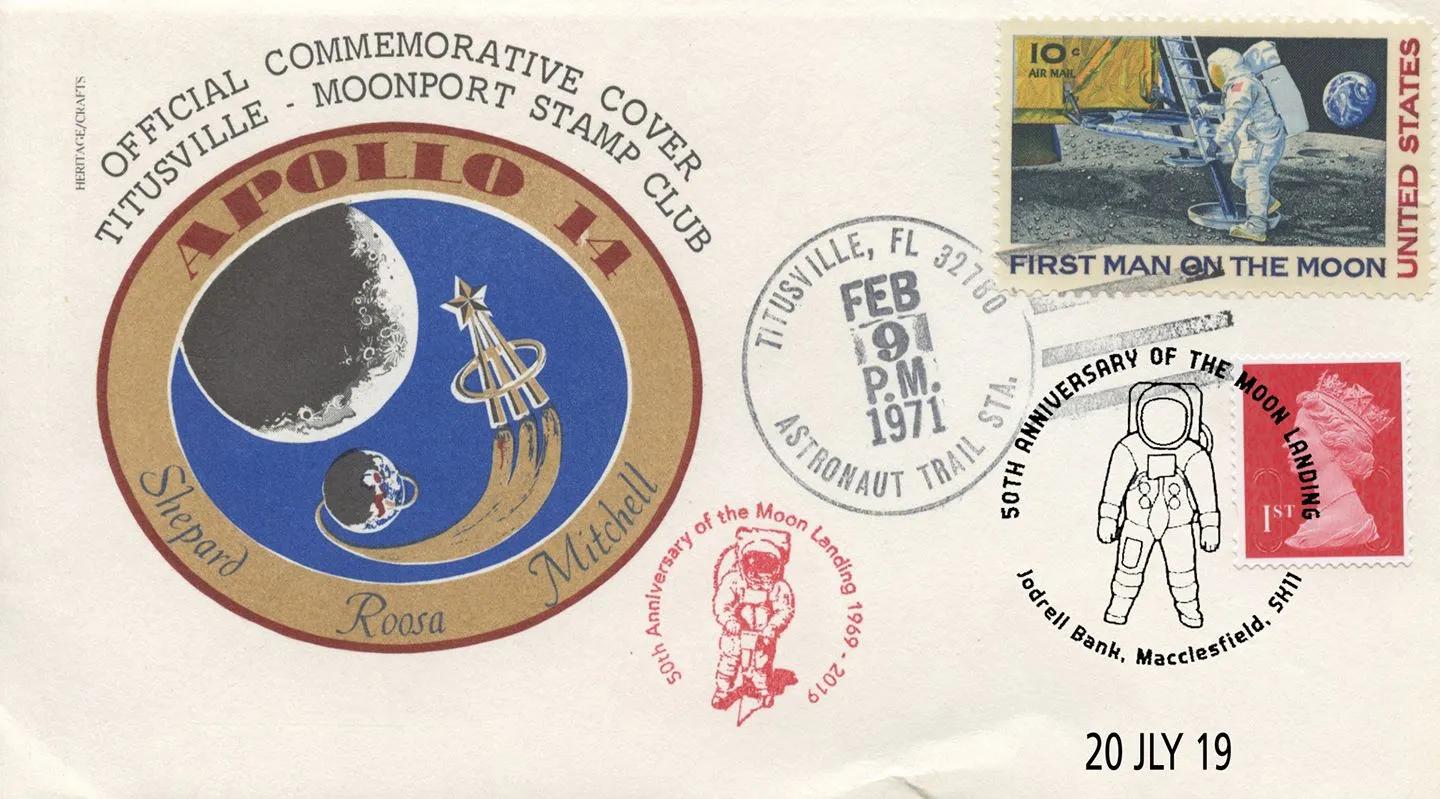 HERITAGE/CRAFTS
OFFICIAL COMMEMORATIVE COVER
TITUSVILLE - MOONPORT STAMP CLUB
APOLLO 14
Shepard
Roosa
Mitchell
10c
AIR MAIL
UNITED STATES
FIRST MAN ON THE MOON
TITUSVILLE, FL 32780
FEB
9
P.M.
1971
ASTRONAUT TRAIL STA.
50TH ANNIVERSARY OF THE MOON LANDING
1ST
Jodrell Bank, Macclesfield, SK11
50th Anniversary of the Moon Landing 1969 - 2019
20 JLY 19